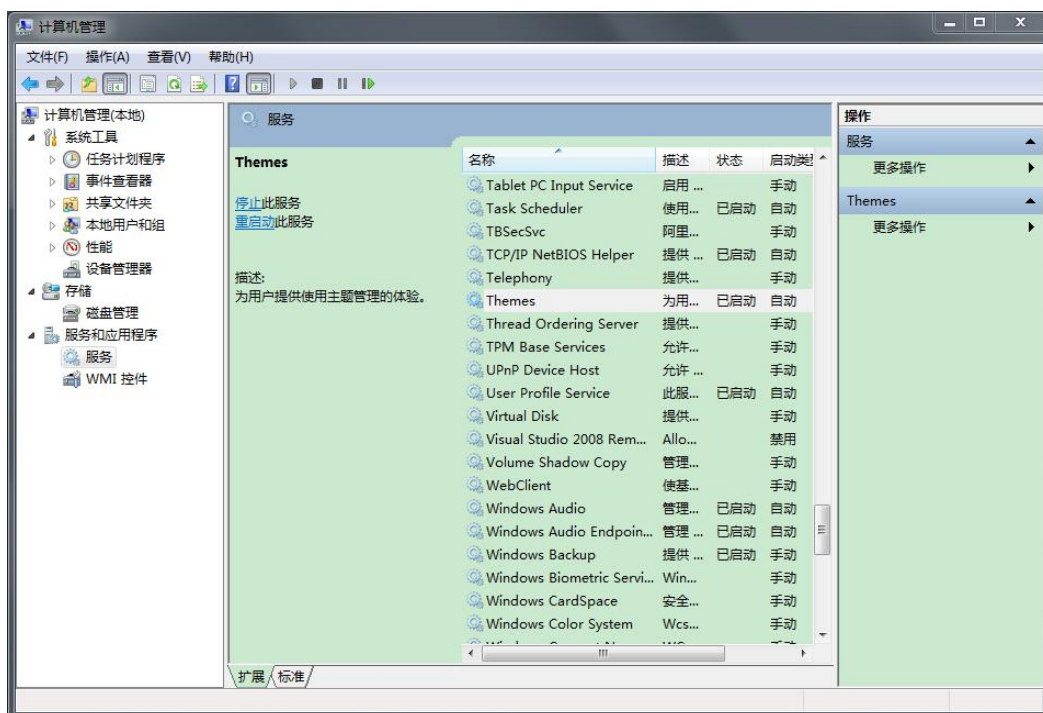 计算机管理
文件(F) 操作(A) 查看(V) 帮助(H)
计算机管理(本地)
系统工具
任务计划程序
事件查看器
共享文件夹
本地用户和组
性能
设备管理器
存储
磁盘管理
服务和应用程序
服务
WMI 控件
服务
Themes
停止此服务
重启动此服务
描述:
为用户提供使用主题管理的体验。
名称 描述 状态 启动类
Tablet PC Input Service 启用 ... 手动
Task Scheduler 使用... 已启动 自动
TBSecSvc 阿里... 手动
TCP/IP NetBIOS Helper 提供 ... 已启动 自动
Telephony 提供... 手动
Themes 为用... 已启动 自动
Thread Ordering Server 提供... 手动
TPM Base Services 允许... 手动
UPnP Device Host 允许 ... 手动
User Profile Service 此服... 已启动 自动
Virtual Disk 提供... 手动
Visual Studio 2008 Rem... Allo... 禁用
Volume Shadow Copy 管理... 手动
WebClient 使基... 手动
Windows Audio 管理... 已启动 自动
Windows Audio Endpoin... 管理 ... 已启动 自动
Windows Backup 提供 ... 已启动 手动
Windows Biometric Servi... Win... 手动
Windows CardSpace 安全... 手动
Windows Color System Wcs... 手动
扩展 标准
操作
服务
更多操作
Themes
更多操作